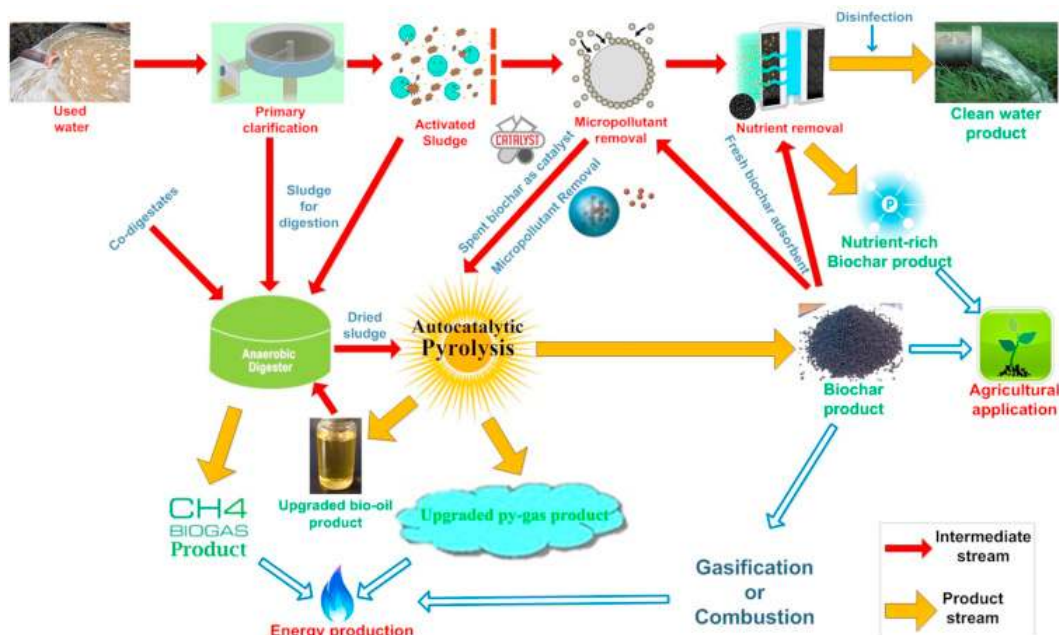 Disinfection
Used
water
Primary
clarification
Activated
Sludge
CATALYST
Micropollutant
removal
Nutrient removal
Clean water
product
Co-digestates
Sludge
for
digestion
Spent biochar as catalyst
Micropollutant Removal
Fresh biochar adsorbent
P
Nutrient-rich
Biochar product
Anaerobic
Digester
Dried
sludge
Autocatalytic
Pyrolysis
Biochar
product
Agricultural
application
CH4
BIOGAS
Product
Upgraded bio-oil
product
Upgraded py-gas product
Gasification
or
Combustion
Energy production
Intermediate
stream
Product
stream